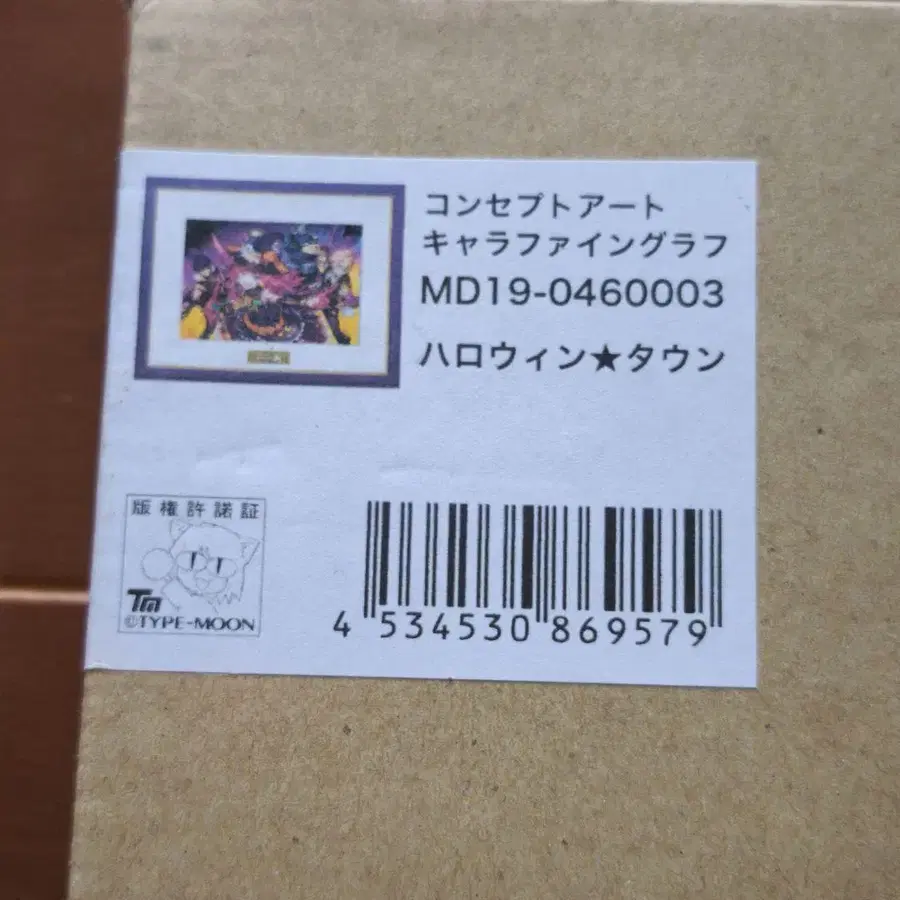 コンセプトアート
キャラファイングラフ
MD19-0460003
ハロウィン★タウン
版権許諾証
TM
©TYPE-MOON
4 534530 869579